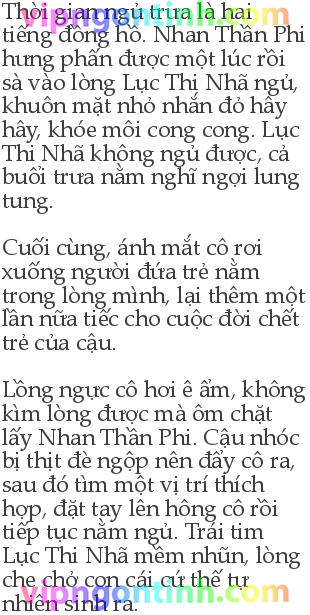 Thời gian ngủ trưa là hai
tiếng đồng hồ. Nhan Thần Phi
hưng phấn được một lúc rồi
sà vào lòng Lục Thị Nhã ngủ,
khuôn mặt nhỏ nhắn đỏ hây
hây, khóe môi cong cong. Lục
Thi Nhã không ngủ được, cả
buổi trưa nằm nghĩ ngợi lung
tung.
Cuối cùng, ánh mắt cô rơi
xuống người đứa trẻ nằm
trong lòng mình, lại thêm một
lần nữa tiếc cho cuộc đời chết
trẻ của cậu.
Lồng ngực cô hơi ê ẩm, không
kìm lòng được mà ôm chặt
lấy Nhan Thần Phi. Cậu nhóc
bị thịt đè ngộp nên đẩy cô ra,
sau đó tìm một vị trí thích
hợp, đặt tay lên hông cô rồi
tiếp tục nằm ngủ. Trái tim
Lục Thi Nhã mềm nhũn, lòng
che chở con cái cứ thế tự
nhiên sinh ra.
vipngontinh.com
vipngontinh.com